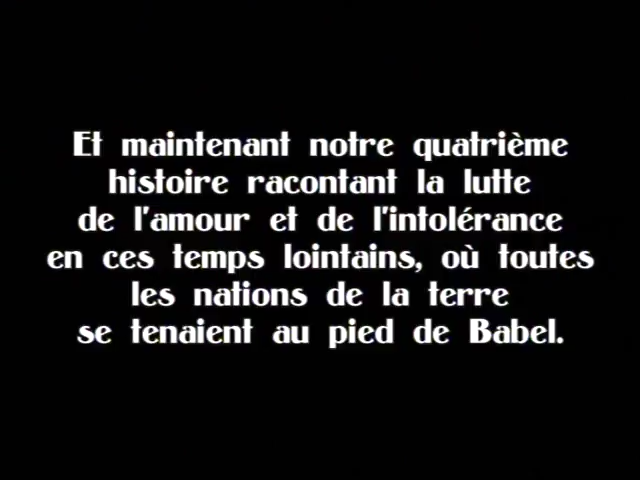 Et maintenant notre quatrième
histoire racontant la lutte
de l'amour et de l'intolérance
en ces temps lointains, où toutes
les nations de la terre
se tenaient au pied de Babel.